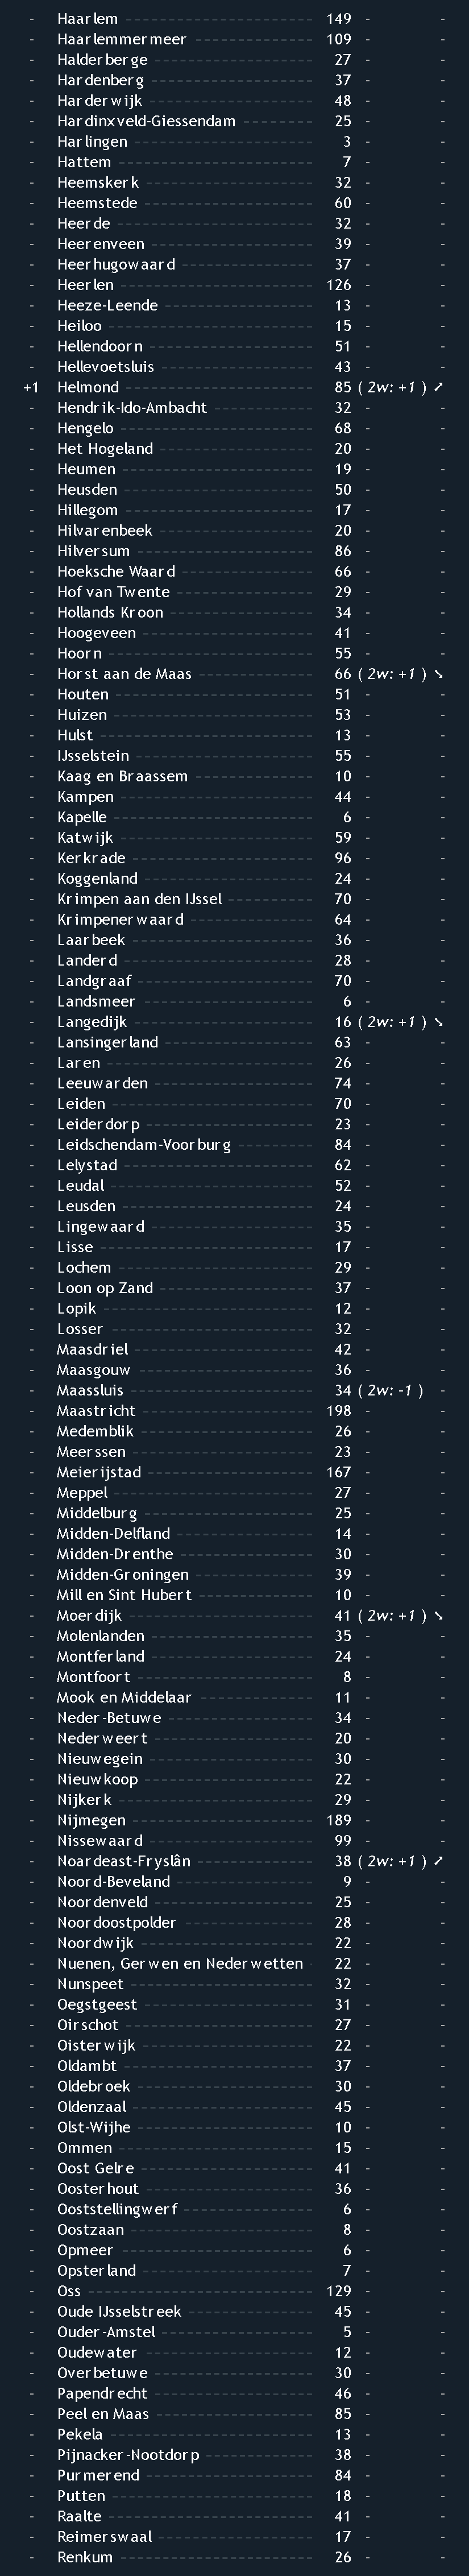 - Haarlem 149 - -
- Haarlemmermeer 109 - -
- Halderberge 27 - -
- Hardenberg 37 - -
- Harderwijk 48 - -
- Hardinxveld-Giessendam 25 - -
- Harlingen 3 - -
- Hattem 7 - -
- Heemskerk 32 - -
- Heemstede 60 - -
- Heerde 32 - -
- Heerenveen 39 - -
- Heerhugowaard 37 - -
- Heerlen 126 - -
- Heeze-Leende 13 - -
- Heiloo 15 - -
- Hellendoorn 51 - -
- Hellevoetsluis 43 - -
+1 Helmond 85 ( 2w: +1 ) ➚
- Hendrik-Ido-Ambacht 32 - -
- Hengelo 68 - -
- Het Hogeland 20 - -
- Heumen 19 - -
- Heusden 50 - -
- Hillegom 17 - -
- Hilvarenbeek 20 - -
- Hilversum 86 - -
- Hoeksche Waard 66 - -
- Hof van Twente 29 - -
- Hollands Kroon 34 - -
- Hoogeveen 41 - -
- Hoorn 55 - -
- Horst aan de Maas 66 ( 2w: +1 ) ➘
- Houten 51 - -
- Huizen 53 - -
- Hulst 13 - -
- IJsselstein 55 - -
- Kaag en Braassem 10 - -
- Kampen 44 - -
- Kapelle 6 - -
- Katwijk 59 - -
- Kerkrade 96 - -
- Koggenland 24 - -
- Krimpen aan den IJssel 70 - -
- Krimpenerwaard 64 - -
- Laarbeek 36 - -
- Landerd 28 - -
- Landgraaf 70 - -
- Landsmeer 6 - -
- Langedijk 16 ( 2w: +1 ) ➘
- Lansingerland 63 - -
- Laren 26 - -
- Leeuwarden 74 - -
- Leiden 70 - -
- Leiderdorp 23 - -
- Leidschendam-Voorburg 84 - -
- Lelystad 62 - -
- Leudal 52 - -
- Leusden 24 - -
- Lingewaard 35 - -
- Lisse 17 - -
- Lochem 29 - -
- Loon op Zand 37 - -
- Lopik 12 - -
- Losser 32 - -
- Maasdriel 42 - -
- Maasgouw 36 - -
- Maassluis 34 ( 2w: -1 ) -
- Maastricht 198 - -
- Medemblik 26 - -
- Meerssen 23 - -
- Meierijstad 167 - -
- Meppel 27 - -
- Middelburg 25 - -
- Midden-Delfland 14 - -
- Midden-Drenthe 30 - -
- Midden-Groningen 39 - -
- Mill en Sint Hubert 10 - -
- Moerdijk 41 ( 2w: +1 ) ➘
- Molenlanden 35 - -
- Montferland 24 - -
- Montfoort 8 - -
- Mook en Middelaar 11 - -
- Neder-Betuwe 34 - -
- Nederweert 20 - -
- Nieuwegein 30 - -
- Nieuwkoop 22 - -
- Nijkerk 29 - -
- Nijmegen 189 - -
- Nissewaard 99 - -
- Noardeast-Fryslân 38 ( 2w: +1 ) ➚
- Noord-Beveland 9 - -
- Noordenveld 25 - -
- Noordoostpolder 28 - -
- Noordwijk 22 - -
- Nuenen, Gerwen en Nederwetten 22 - -
- Nunspeet 32 - -
- Oegstgeest 31 - -
- Oirschot 27 - -
- Oisterwijk 22 - -
- Oldambt 37 - -
- Oldebroek 30 - -
- Oldenzaal 45 - -
- Olst-Wijhe 10 - -
- Ommen 15 - -
- Oost Gelre 41 - -
- Oosterhout 36 - -
- Ooststellingwerf 6 - -
- Oostzaan 8 - -
- Opmeer 6 - -
- Opsterland 7 - -
- Oss 129 - -
- Oude IJsselstreek 45 - -
- Ouder-Amstel 5 - -
- Oudewater 12 - -
- Overbetuwe 30 - -
- Papendrecht 46 - -
- Peel en Maas 85 - -
- Pekela 13 - -
- Pijnacker-Nootdorp 38 - -
- Purmerend 84 - -
- Putten 18 - -
- Raalte 41 - -
- Reimerswaal 17 - -
- Renkum 26 - -